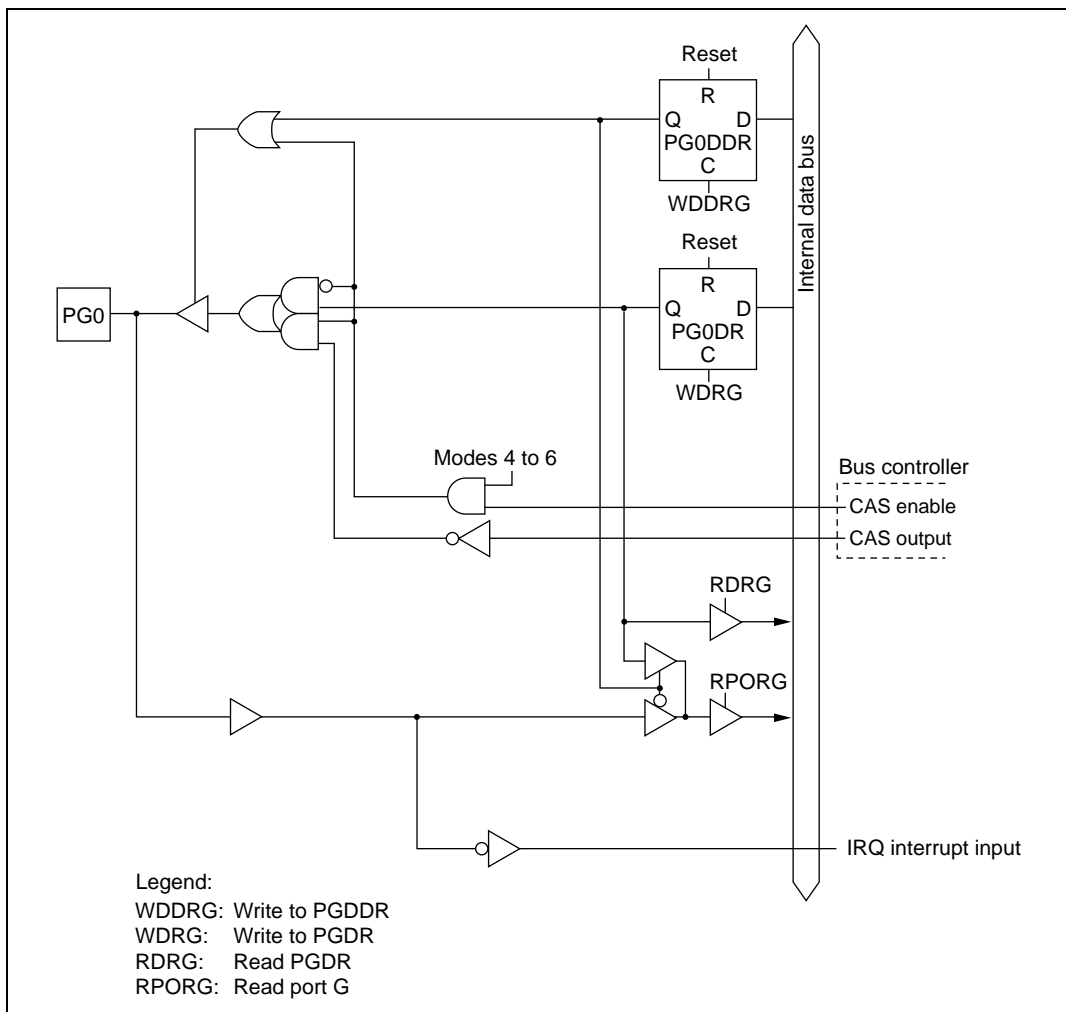 Reset
R
Q D
PG0DDR
C
WDDRG
Internal data bus
Reset
R
Q D
PG0DR
C
WDRG
PG0
Modes 4 to 6
Bus controller
CAS enable
CAS output
RDRG
RPORG
IRQ interrupt input
Legend:
WDDRG: Write to PGDDR
WDRG: Write to PGDR
RDRG: Read PGDR
RPORG: Read port G